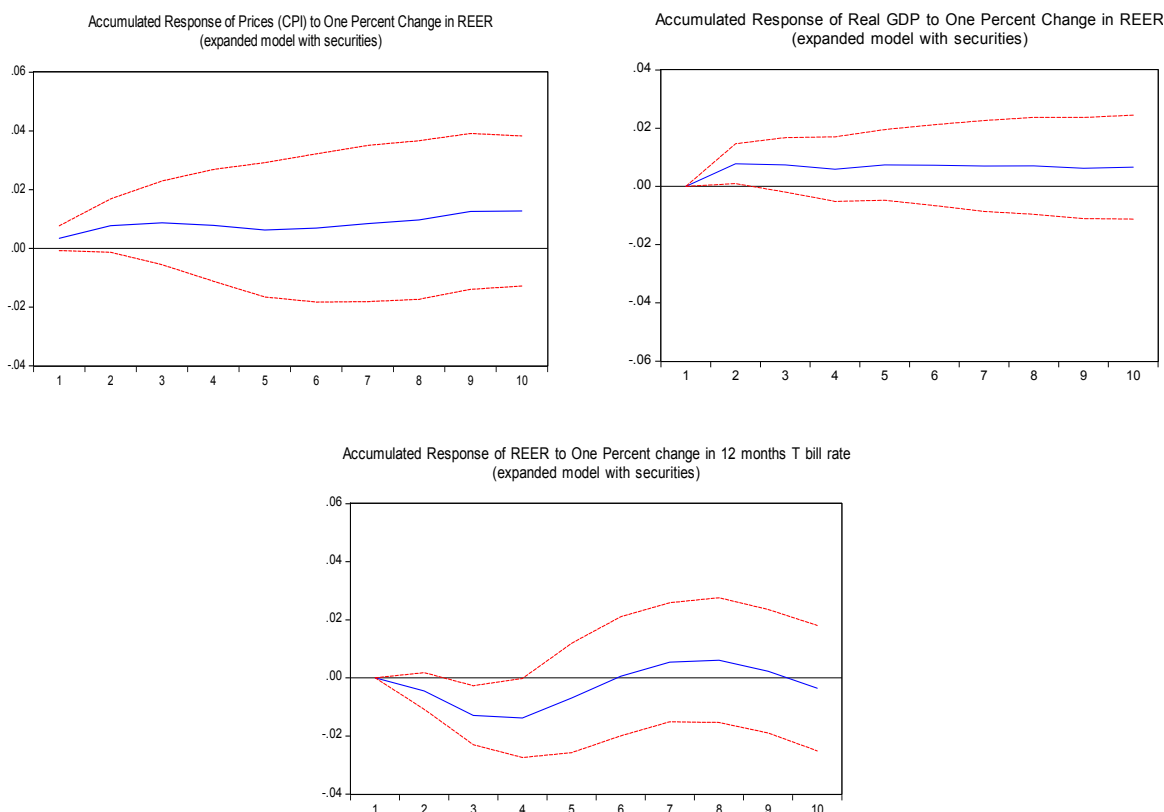 Accumulated Response of Prices (CPI) to One Percent Change in REER
(expanded model with securities)
.06
.04
.02
.00
-.02
-.04
1 2 3 4 5 6 7 8 9 10
Accumulated Response of Real GDP to One Percent Change in REER
(expanded model with securities)
.04
.02
.00
-.02
-.04
-.06
1 2 3 4 5 6 7 8 9 10
Accumulated Response of REER to One Percent change in 12 months T bill rate
(expanded model with securities)
.06
.04
.02
.00
-.02
-.04
1 2 3 4 5 6 7 8 9 10